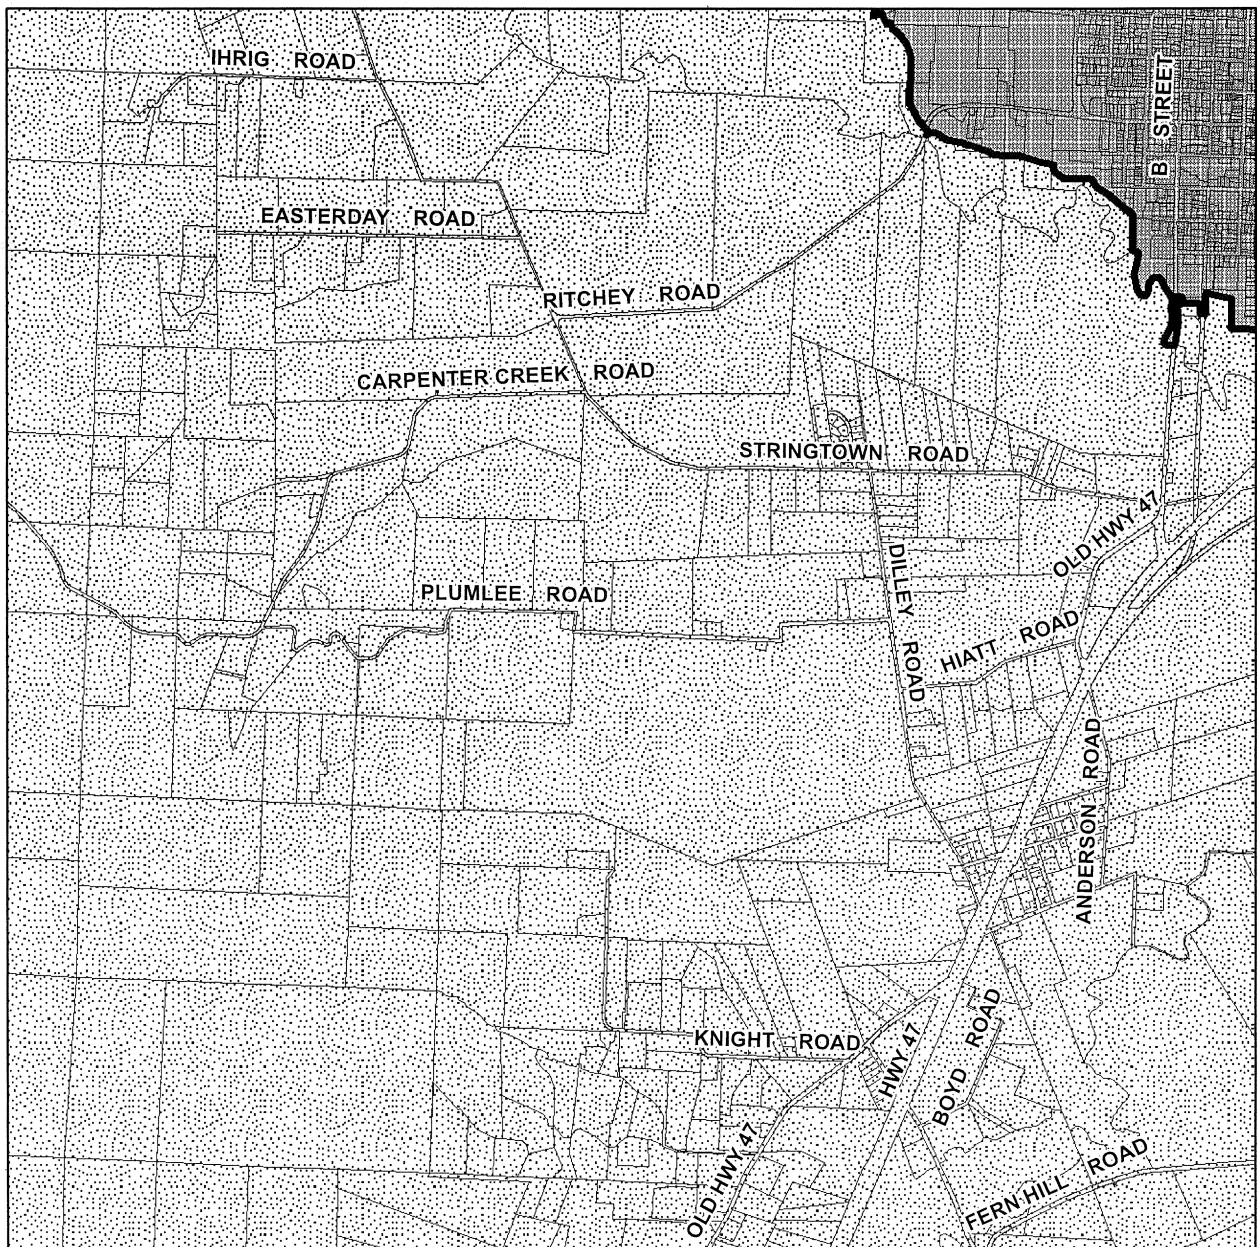 IHRIG ROAD
B STREET
EASTERDAY ROAD
RITCHEY ROAD
CARPENTER CREEK ROAD
STRINGTOWN ROAD
OLD HWY 47
DILLEY ROAD
PLUMLEE ROAD
HIATT ROAD
ANDERSON ROAD
KNIGHT ROAD
HWY 47
BOYD ROAD
OLD HWY 47
FERN HILL ROAD